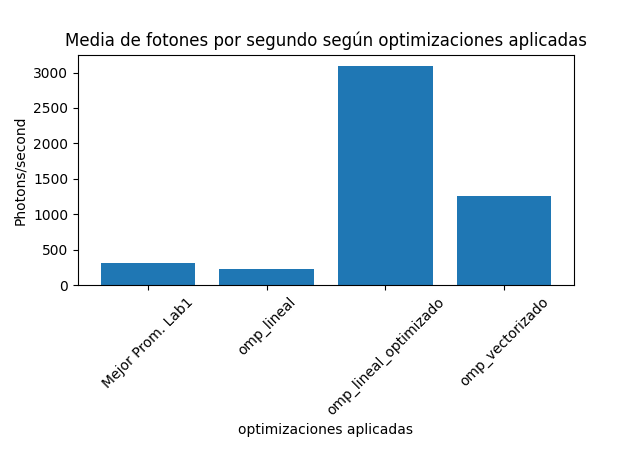 Media de fotones por segundo según optimizaciones aplicadas
Photons/second
3000
2500
2000
1500
1000
500
0
Mejor Prom. Lab1
omp_lineal
omp_lineal_optimizado
omp_vectorizado
optimizaciones aplicadas